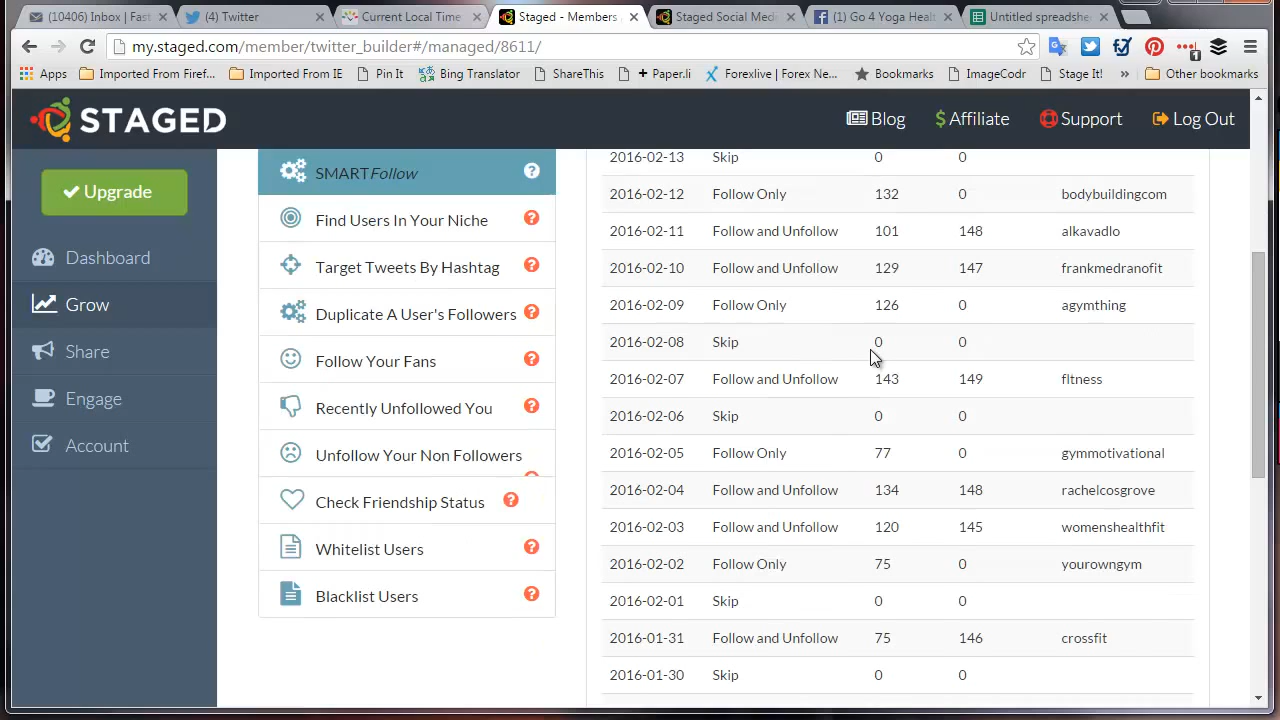 (10406) Inbox | Fast
(4) Twitter
Current Local Time
Staged - Members
Staged Social Medi
(1) Go 4 Yoga Heal
Untitled spreadshe
my.staged.com/member/twitter_builder#/managed/8611/
Apps
Imported From Firef...
Imported From IE
Pin It
Bing Translator
ShareThis
+ Paper.li
Forexlive | Forex Ne...
Bookmarks
ImageCodr
Stage It!
»
Other bookmarks
STAGED
Blog
Affiliate
Support
Log Out
Upgrade
Dashboard
Grow
Share
Engage
Account
SMARTFollow ?
Find Users In Your Niche ?
Target Tweets By Hashtag ?
Duplicate A User's Followers ?
Follow Your Fans ?
Recently Unfollowed You ?
Unfollow Your Non Followers
Check Friendship Status ?
Whitelist Users ?
Blacklist Users ?
2016-02-13 Skip 0 0
2016-02-12 Follow Only 132 0 bodybuildingcom
2016-02-11 Follow and Unfollow 101 148 alkavadlo
2016-02-10 Follow and Unfollow 129 147 frankmedranofit
2016-02-09 Follow Only 126 0 agymthing
2016-02-08 Skip 0 0
2016-02-07 Follow and Unfollow 143 149 fltness
2016-02-06 Skip 0 0
2016-02-05 Follow Only 77 0 gymmotivational
2016-02-04 Follow and Unfollow 134 148 rachelcosgrove
2016-02-03 Follow and Unfollow 120 145 womenshealthfit
2016-02-02 Follow Only 75 0 yourowngym
2016-02-01 Skip 0 0
2016-01-31 Follow and Unfollow 75 146 crossfit
2016-01-30 Skip 0 0